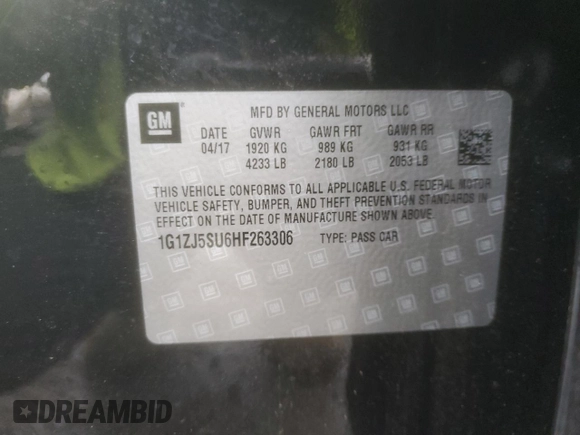 GM
MFD BY GENERAL MOTORS LLC
DATE GVWR GAWR FRT GAWR RR
04/17 1920 KG 989 KG 931 KG
4233 LB 2180 LB 2053 LB
THIS VEHICLE CONFORMS TO ALL APPLICABLE U.S. FEDERAL MOTOR
VEHICLE SAFETY, BUMPER, AND THEFT PREVENTION STANDARDS IN
EFFECT ON THE DATE OF MANUFACTURE SHOWN ABOVE.
1G1ZJ5SU6HF263306 TYPE: PASS CAR
DREAMBID